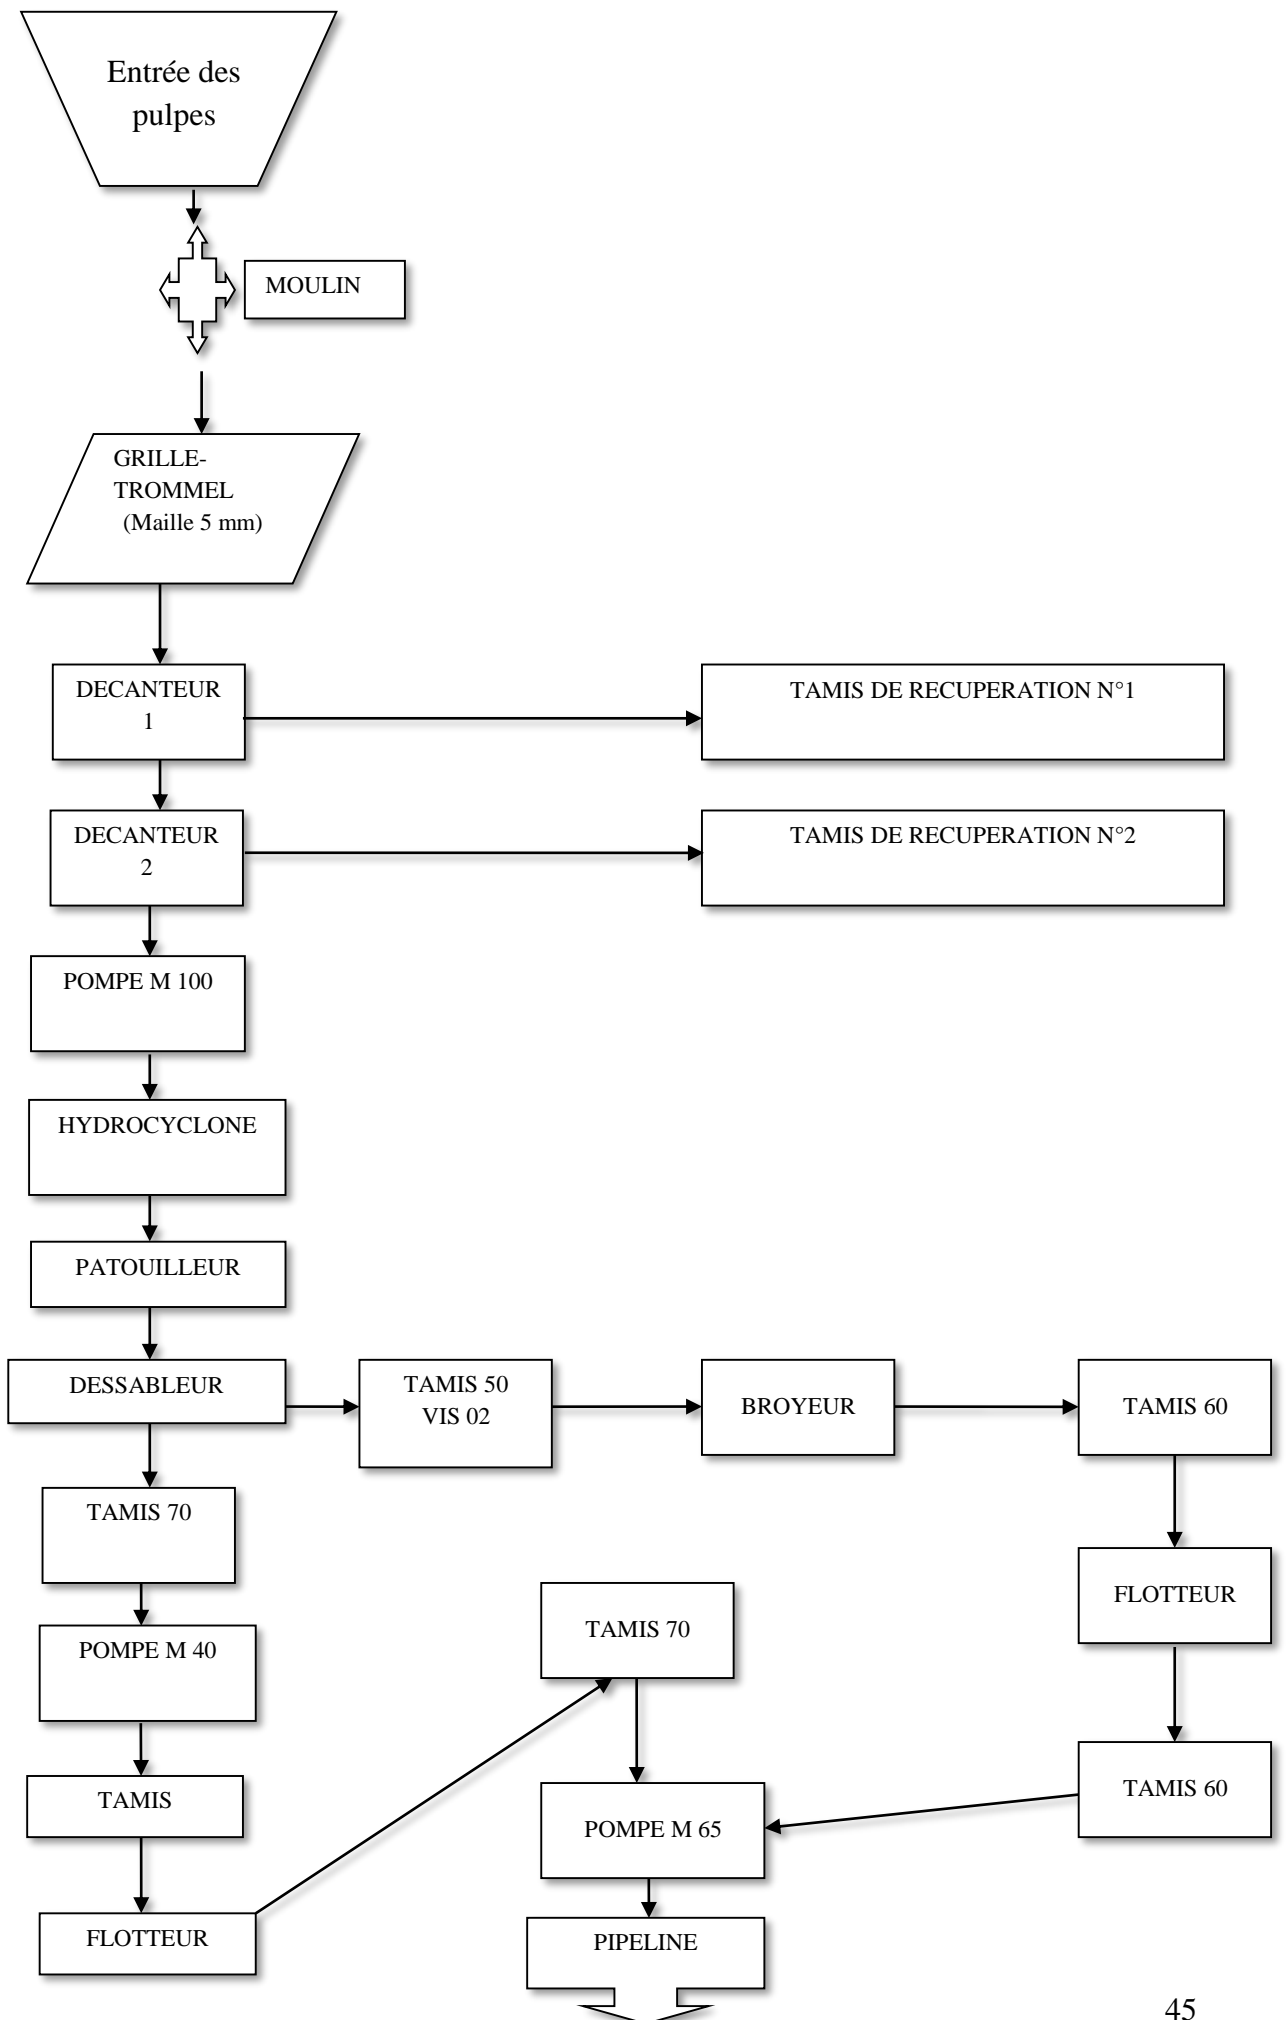 Entrée des
pulpes
MOULIN
GRILLE-
TROMMEL
(Maille 5 mm)
DECANTEUR
1
TAMIS DE RECUPERATION N°1
DECANTEUR
2
TAMIS DE RECUPERATION N°2
POMPE M 100
HYDROCYCLONE
PATOUILLEUR
DESSABLEUR
TAMIS 50
VIS 02
BROYEUR
TAMIS 60
TAMIS 70
FLOTTEUR
TAMIS 70
POMPE M 40
TAMIS 60
TAMIS
POMPE M 65
FLOTTEUR
PIPELINE
45